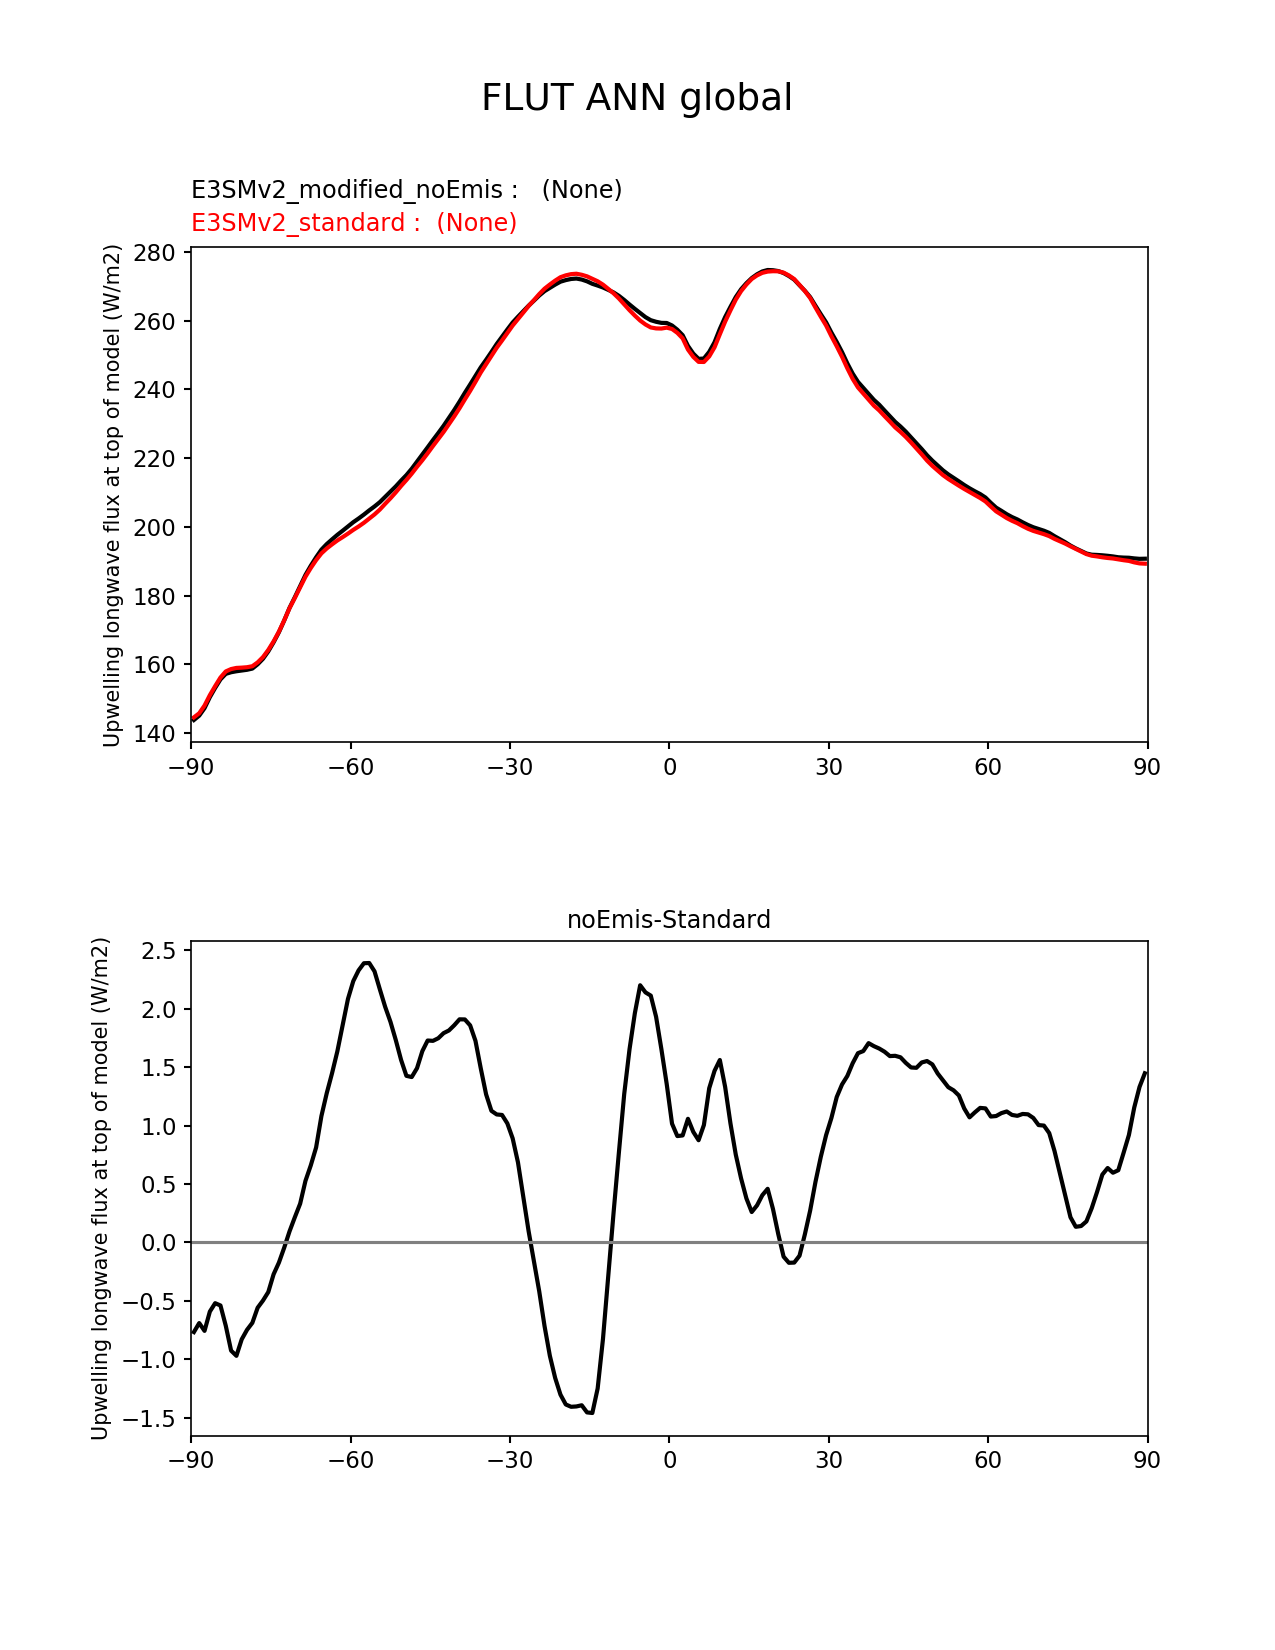 FLUT ANN global
E3SMv2_modified_noEmis :   (None)
E3SMv2_standard :  (None)
Upwelling longwave flux at top of model (W/m2)
280
260
240
220
200
180
160
140
−90 −60 −30 0 30 60 90
noEmis-Standard
Upwelling longwave flux at top of model (W/m2)
2.5
2.0
1.5
1.0
0.5
0.0
−0.5
−1.0
−1.5
−90 −60 −30 0 30 60 90